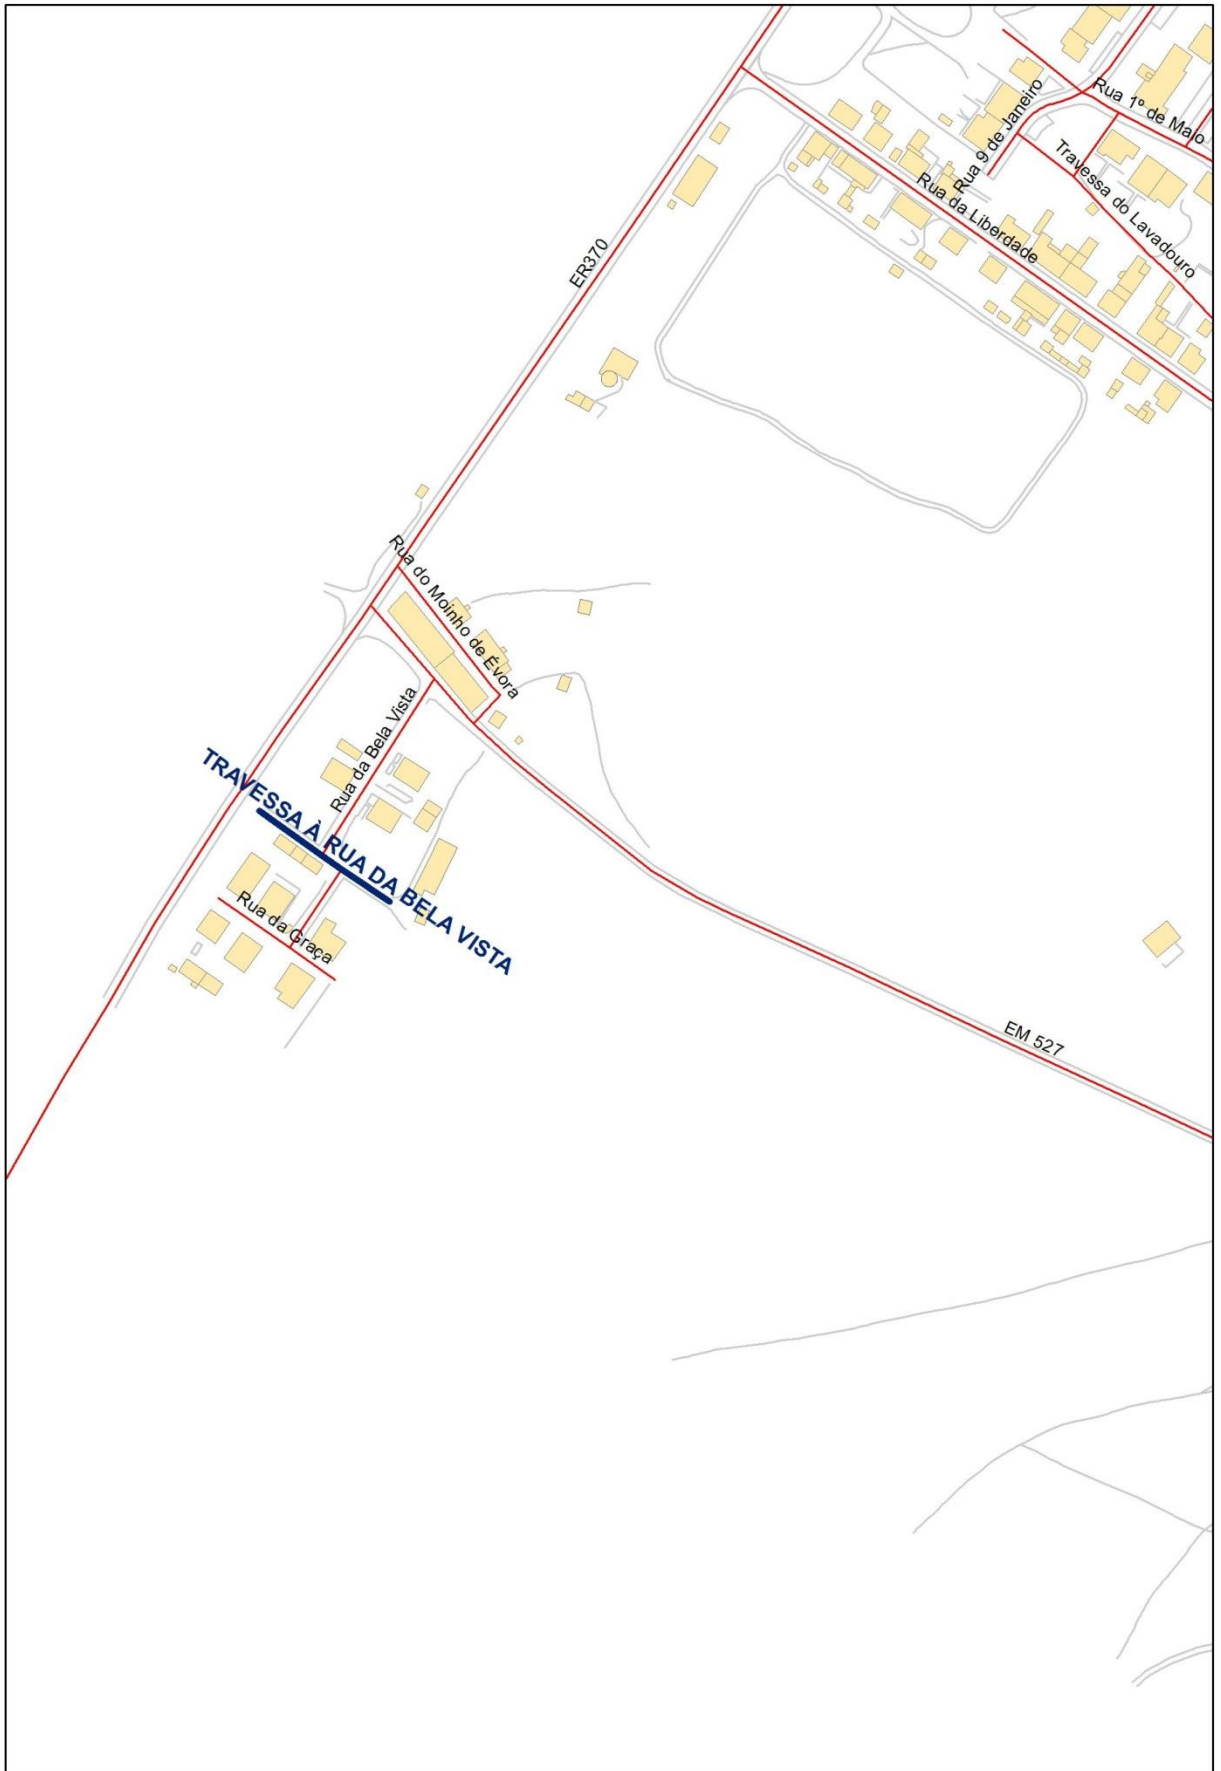 Rua 1º de Maio
Rua 9 de Janeiro
Travessa do Lavadouro
Rua da Liberdade
ER370
Rua do Moinho de Évora
Rua da Bela Vista
TRAVESSA À RUA DA BELA VISTA
Rua da Graça
EM 527